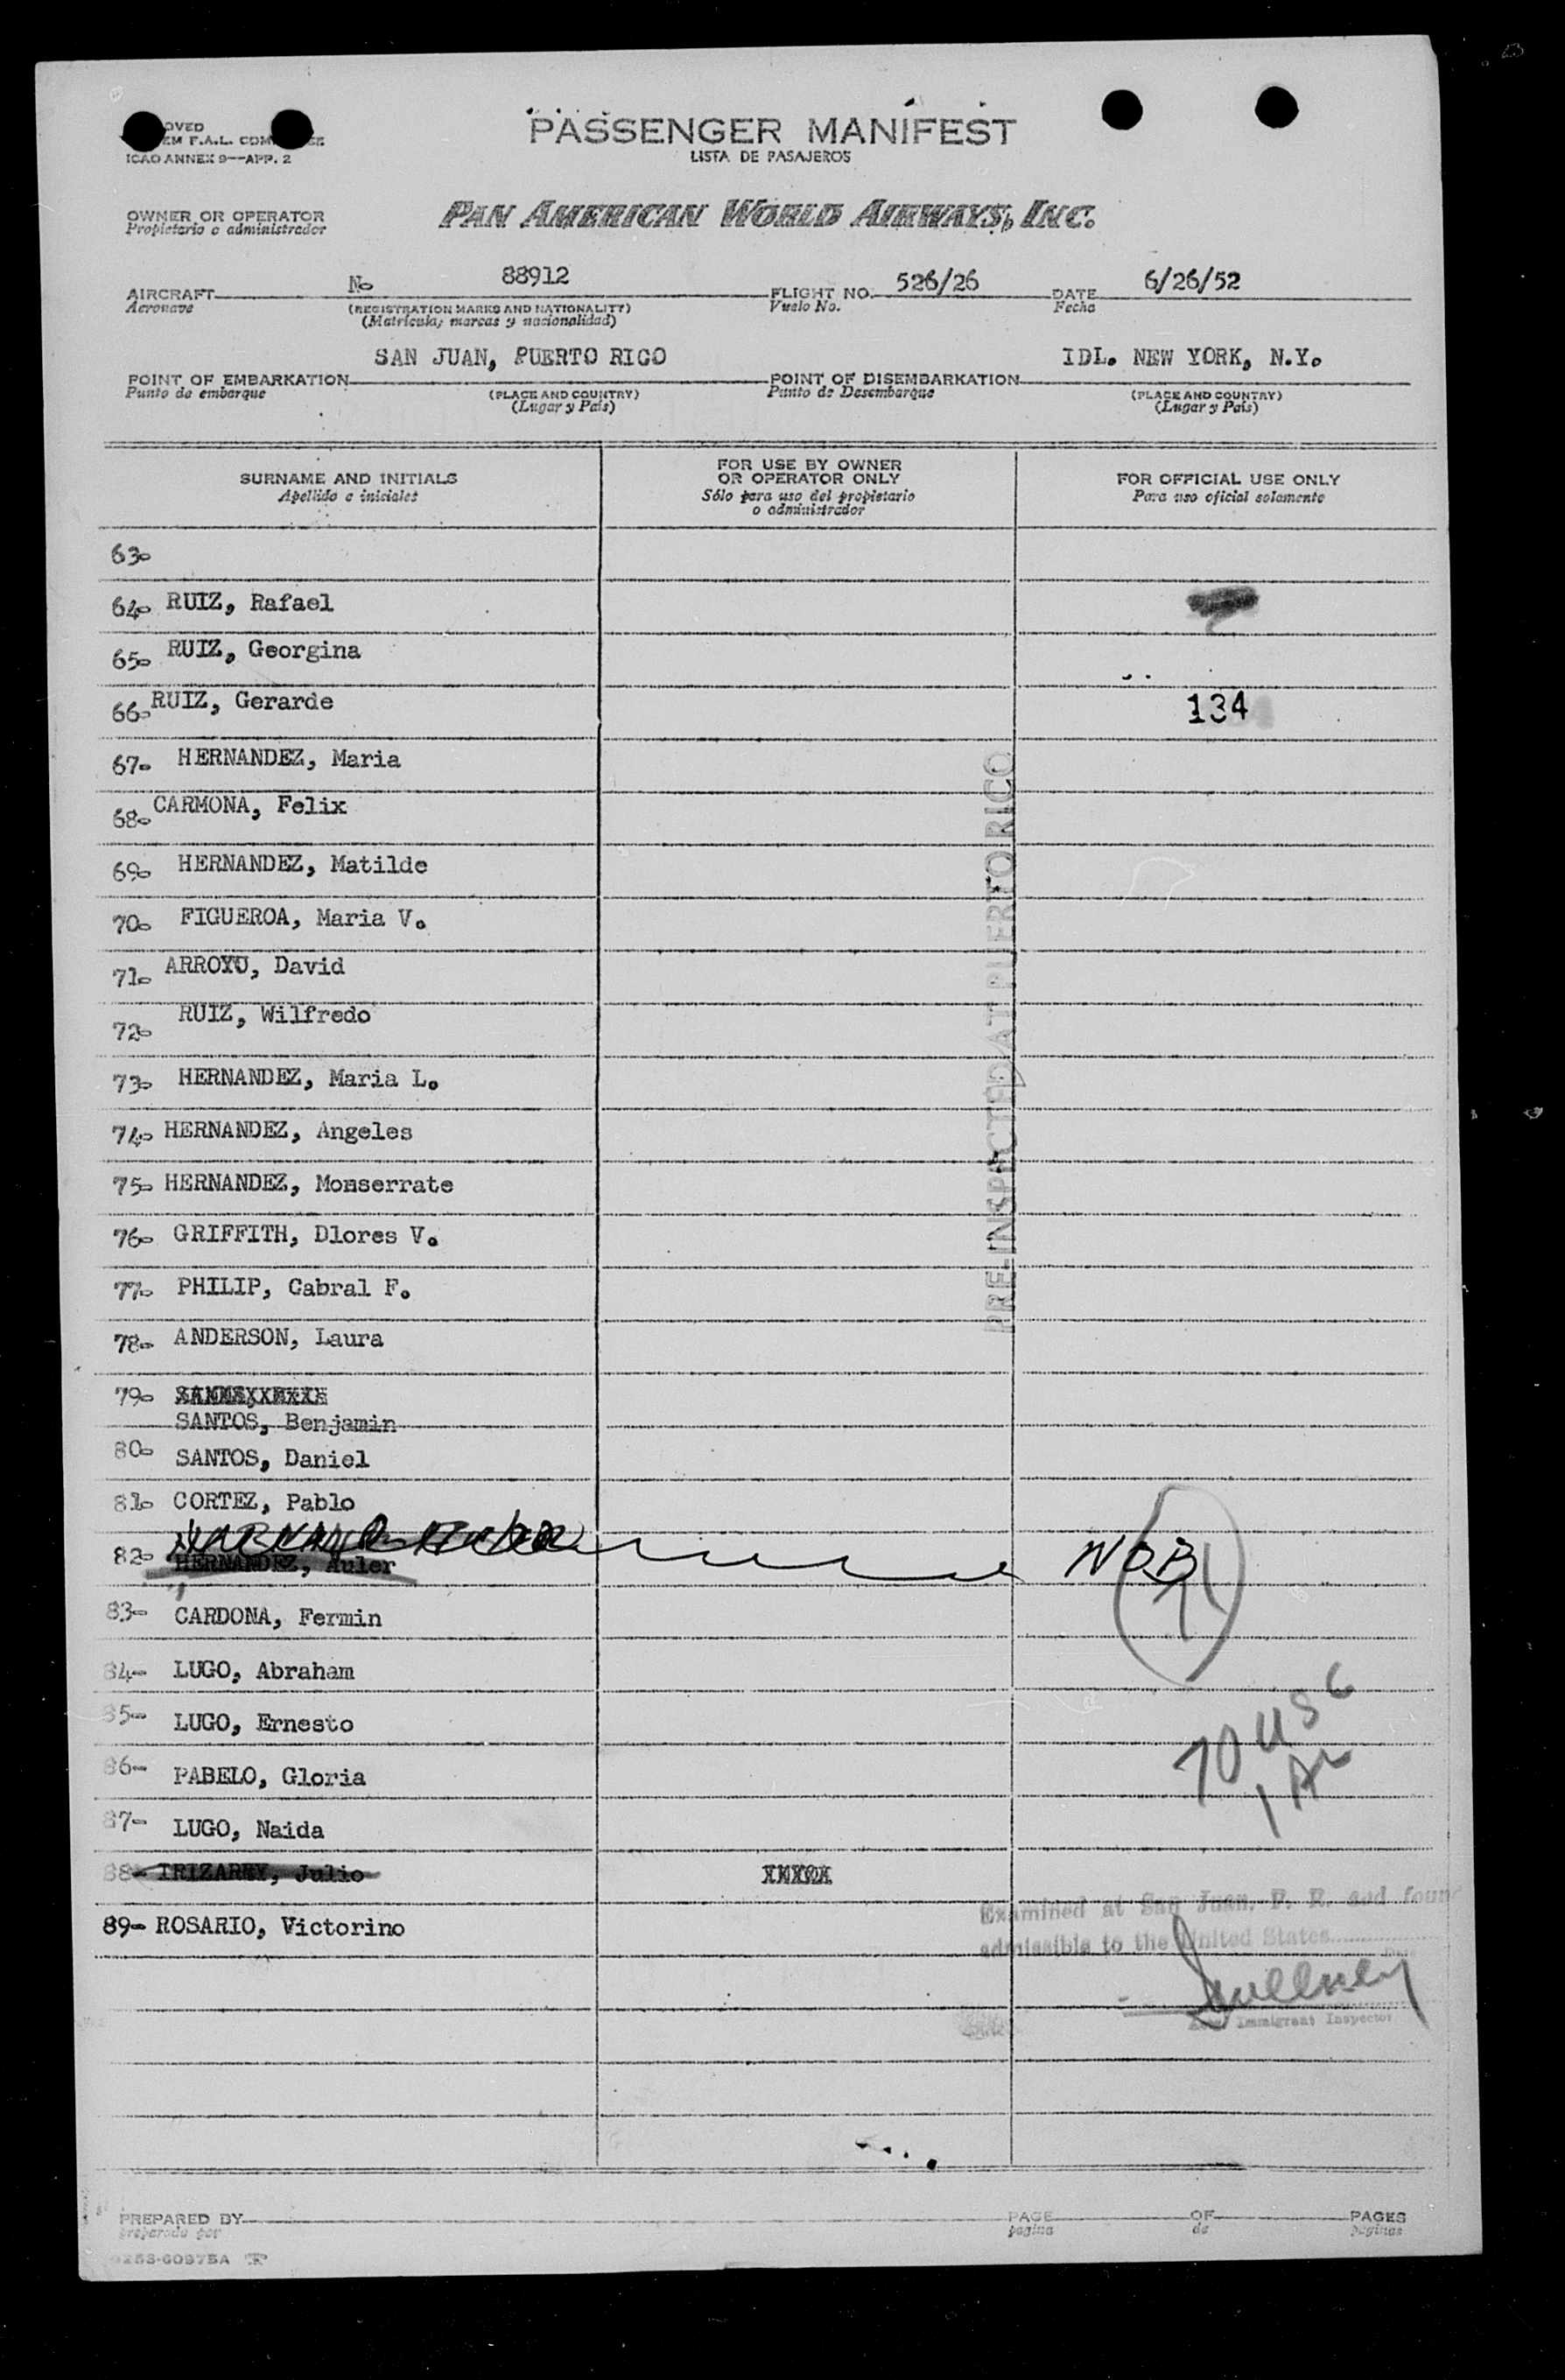 ICAO ANNEX 9—APP. 2
PASSENGER MANIFEST
LISTA DE PASAJEROS
OWNER OR OPERATOR
Propietario o administrador
PAN AMERICAN WORLD AIRWAYS, INC.
AIRCRAFT No 88912 FLIGHT NO. 526/26 DATE 6/26/52
Aeronave (REGISTRATION MARKS AND NATIONALITY) Vuelo No. Fecha
(Matrícula, marcas y nacionalidad)
SAN JUAN, PUERTO RICO IDL. NEW YORK, N.Y.
POINT OF EMBARKATION POINT OF DISEMBARKATION
Punto de embarque (PLACE AND COUNTRY) Punto de Desembarque (PLACE AND COUNTRY)
(Lugar y País) (Lugar y País)
SURNAME AND INITIALS FOR USE BY OWNER OR OPERATOR ONLY FOR OFFICIAL USE ONLY
Apellido e iniciales Sólo para uso del propietario o administrador Para uso oficial solamente
63-
64- RUIZ, Rafael
65- RUIZ, Georgina
66- RUIZ, Gerarde 134
67- HERNANDEZ, Maria
68- CARMONA, Felix
69- HERNANDEZ, Matilde
70- FIGUEROA, Maria V.
71- ARROYO, David
72- RUIZ, Wilfredo
73- HERNANDEZ, Maria L.
74- HERNANDEZ, Angeles
75- HERNANDEZ, Monserrate
76- GRIFFITH, Dlores V.
77- PHILIP, Cabral F.
78- ANDERSON, Laura
PRE-INSPECTED AT PUERTO RICO
79-
SANTOS, Benjamin
80- SANTOS, Daniel
81- CORTEZ, Pablo
82- HERNANDEZ, Auler NOB
71
83- CARDONA, Fermin
84- LUGO, Abraham
85- LUGO, Ernesto
70 USC
86- PABELO, Gloria
1 AL
87- LUGO, Naida
88- IRIZARRY, Julio
89- ROSARIO, Victorino
Examined at San Juan, P. R. and found
admissible to the United States
Date
Immigrant Inspector
PREPARED BY PAGE OF PAGES
preparado por pagina de páginas